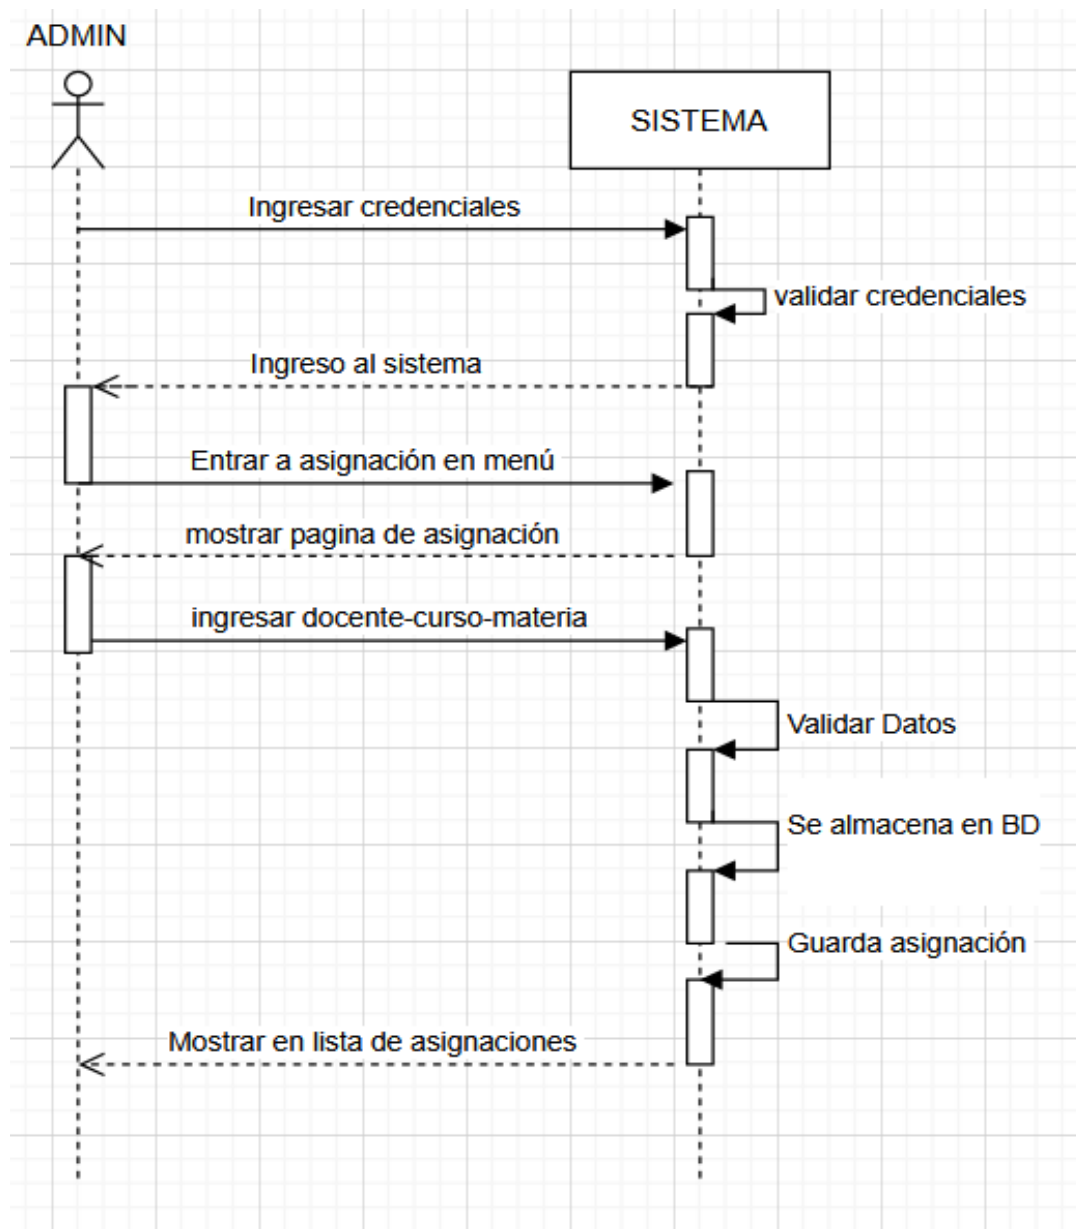 ADMIN
SISTEMA
Ingresar credenciales
validar credenciales
Ingreso al sistema
Entrar a asignación en menú
mostrar pagina de asignación
ingresar docente-curso-materia
Validar Datos
Se almacena en BD
Guarda asignación
Mostrar en lista de asignaciones